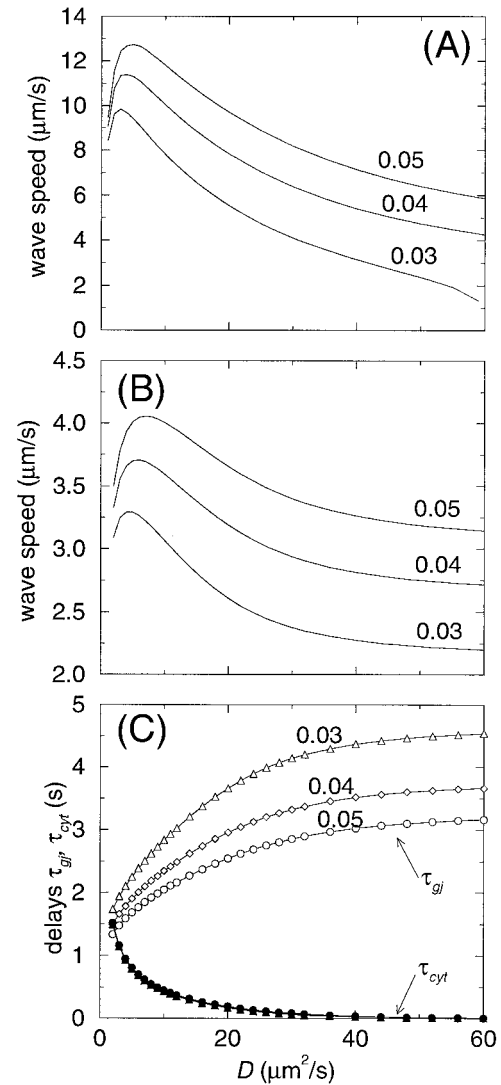 14
(A)
12
10
0.05
8
6
0.04
4
0.03
2
0
wave speed (μm/s)
4.5
(B)
4.0
3.5
0.05
3.0
0.04
2.5
0.03
2.0
wave speed (μm/s)
5
(C)
0.03
4
0.04
3
0.05
2
τgj
1
τcyt
0
delays τgj, τcyt (s)
0 20 40 60
D (μm²/s)